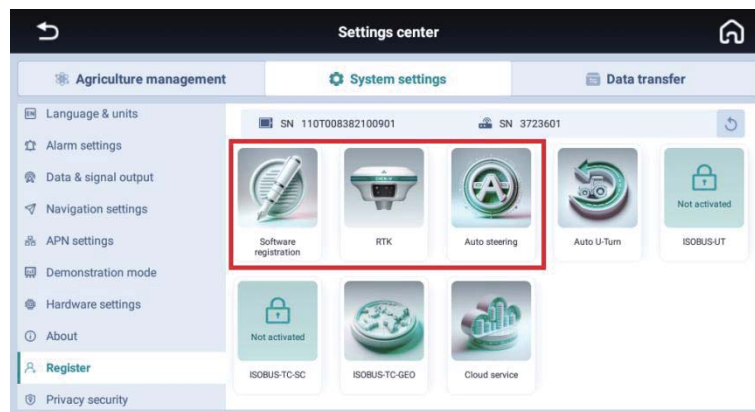 Settings center
Agriculture management
System settings
Data transfer
EN
Language & units
Alarm settings
Data & signal output
Navigation settings
APN settings
Demonstration mode
Hardware settings
About
Register
Privacy security
SN 110T008382100901
SN 3723601
Software
registration
RTK
A
Auto steering
Auto U-Turn
Not activated
ISOBUS-UT
Not activated
ISOBUS-TC-SC
ISOBUS-TC-GEO
Cloud service